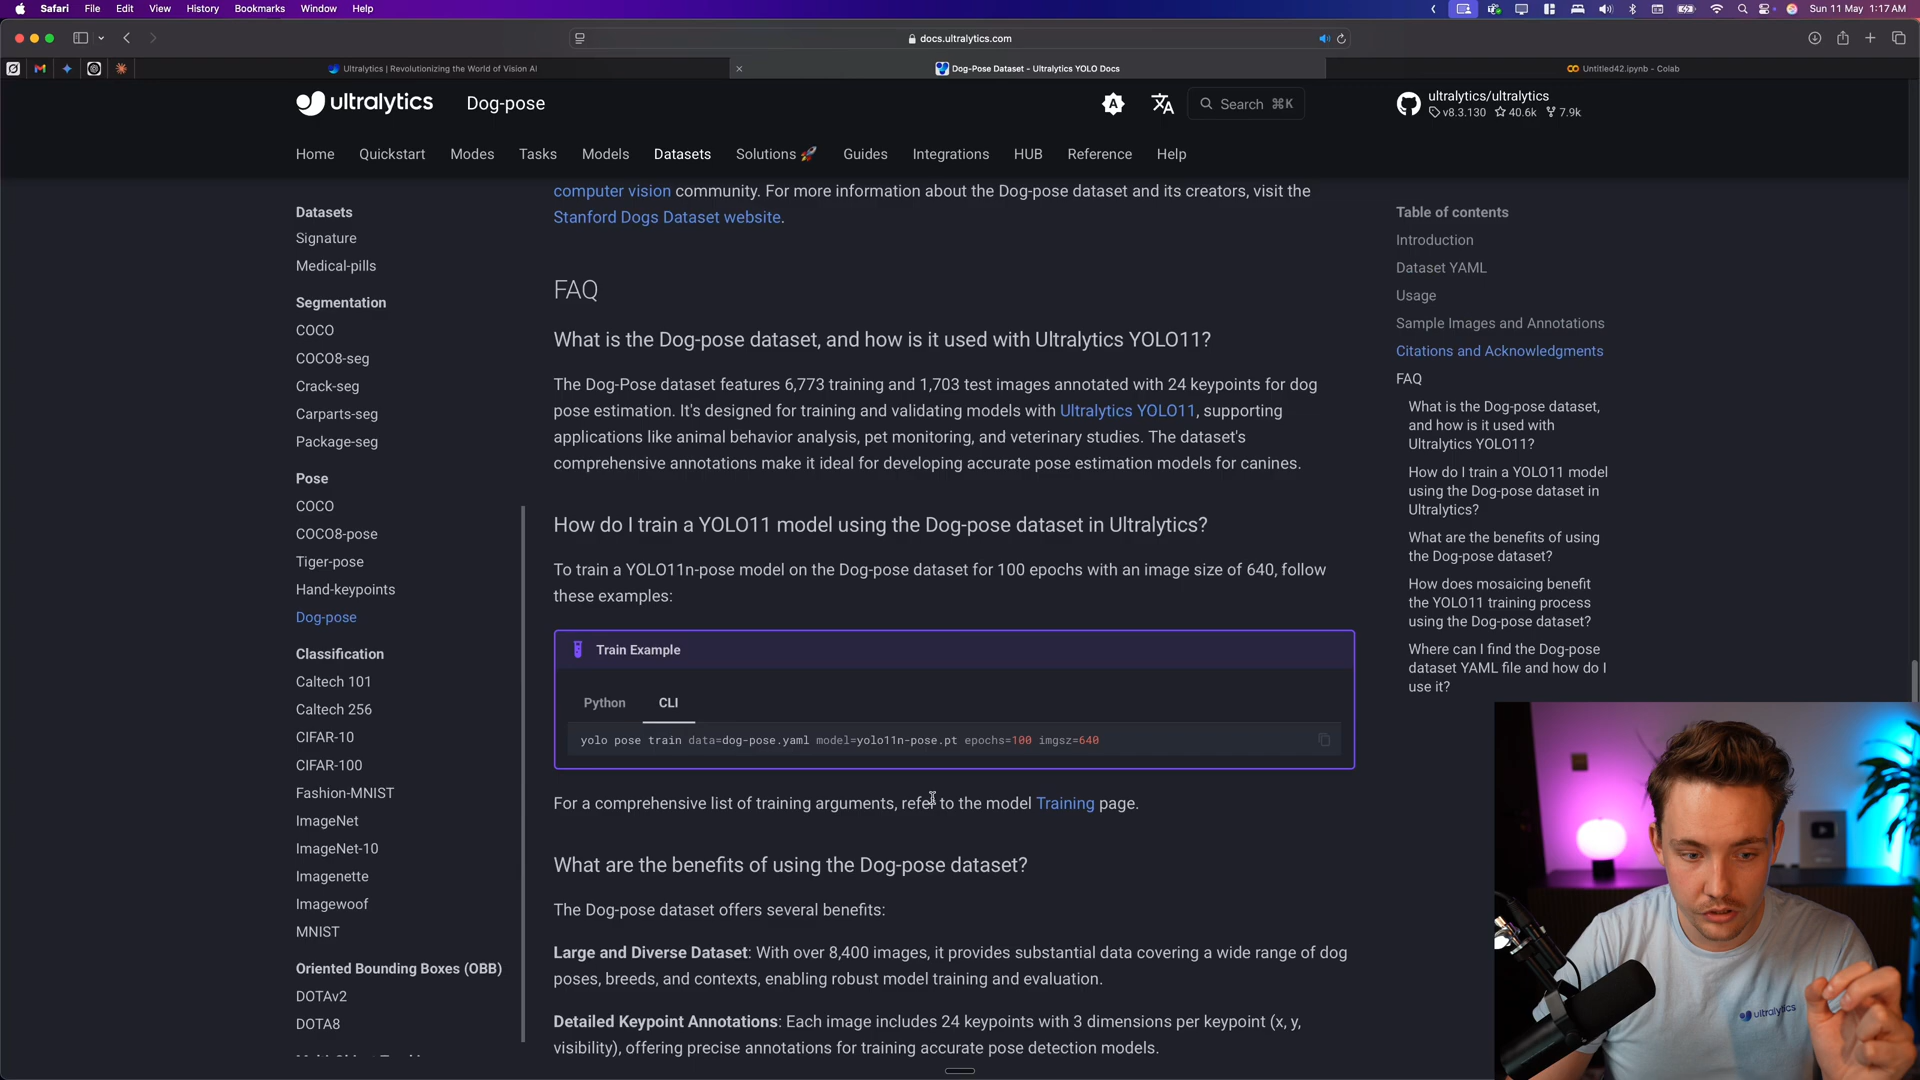 Safari File Edit View History Bookmarks Window Help
Sun 11 May 1:17 AM
docs.ultralytics.com
Ultralytics | Revolutionizing the World of Vision AI
Dog-Pose Dataset - Ultralytics YOLO Docs
Untitled42.ipynb - Colab
ultralytics
Dog-pose
Search ⌘K
ultralytics/ultralytics
v8.3.130 40.6k 7.9k
Home Quickstart Modes Tasks Models Datasets Solutions 🚀 Guides Integrations HUB Reference Help
Datasets
Signature
Medical-pills
Segmentation
COCO
COCO8-seg
Crack-seg
Carparts-seg
Package-seg
Pose
COCO
COCO8-pose
Tiger-pose
Hand-keypoints
Dog-pose
Classification
Caltech 101
Caltech 256
CIFAR-10
CIFAR-100
Fashion-MNIST
ImageNet
ImageNet-10
Imagenette
Imagewoof
MNIST
Oriented Bounding Boxes (OBB)
DOTAv2
DOTA8
computer vision community. For more information about the Dog-pose dataset and its creators, visit the
Stanford Dogs Dataset website.
FAQ
What is the Dog-pose dataset, and how is it used with Ultralytics YOLO11?
The Dog-Pose dataset features 6,773 training and 1,703 test images annotated with 24 keypoints for dog
pose estimation. It's designed for training and validating models with Ultralytics YOLO11, supporting
applications like animal behavior analysis, pet monitoring, and veterinary studies. The dataset's
comprehensive annotations make it ideal for developing accurate pose estimation models for canines.
How do I train a YOLO11 model using the Dog-pose dataset in Ultralytics?
To train a YOLO11n-pose model on the Dog-pose dataset for 100 epochs with an image size of 640, follow
these examples:
Train Example
Python CLI
yolo pose train data=dog-pose.yaml model=yolo11n-pose.pt epochs=100 imgsz=640
For a comprehensive list of training arguments, refer to the model Training page.
What are the benefits of using the Dog-pose dataset?
The Dog-pose dataset offers several benefits:
Large and Diverse Dataset: With over 8,400 images, it provides substantial data covering a wide range of dog
poses, breeds, and contexts, enabling robust model training and evaluation.
Detailed Keypoint Annotations: Each image includes 24 keypoints with 3 dimensions per keypoint (x, y,
visibility), offering precise annotations for training accurate pose detection models.
Table of contents
Introduction
Dataset YAML
Usage
Sample Images and Annotations
Citations and Acknowledgments
FAQ
What is the Dog-pose dataset,
and how is it used with
Ultralytics YOLO11?
How do I train a YOLO11 model
using the Dog-pose dataset in
Ultralytics?
What are the benefits of using
the Dog-pose dataset?
How does mosaicing benefit
the YOLO11 training process
using the Dog-pose dataset?
Where can I find the Dog-pose
dataset YAML file and how do I
use it?
ultralytics